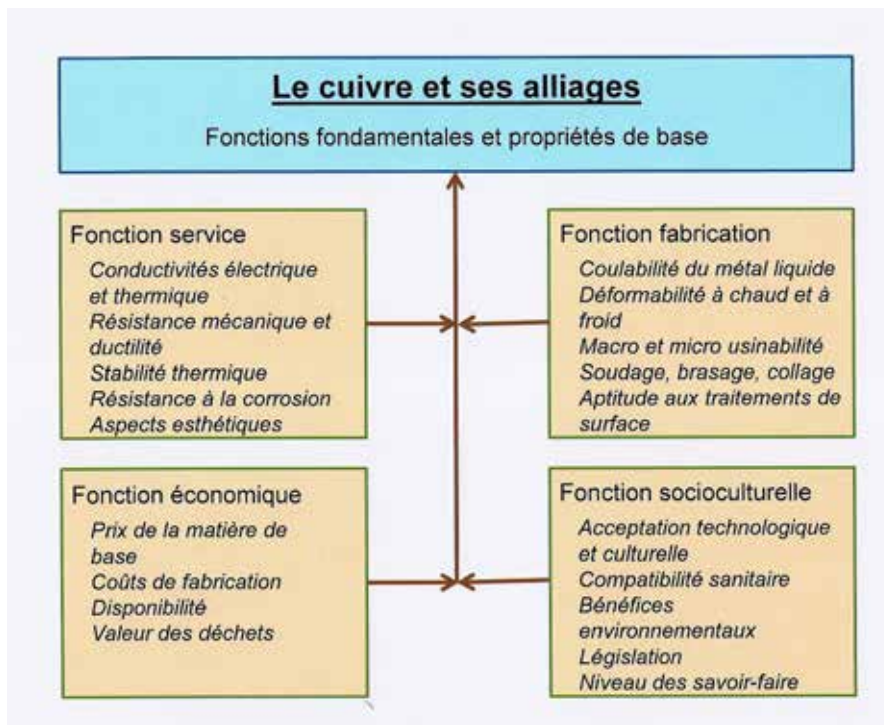 Le cuivre et ses alliages
Fonctions fondamentales et propriétés de base
Fonction service
Conductivités électrique
et thermique
Résistance mécanique et
ductilité
Stabilité thermique
Résistance à la corrosion
Aspects esthétiques
Fonction fabrication
Coulabilité du métal liquide
Déformabilité à chaud et à
froid
Macro et micro usinabilité
Soudage, brasage, collage
Aptitude aux traitements de
surface
Fonction économique
Prix de la matière de
base
Coûts de fabrication
Disponibilité
Valeur des déchets
Fonction socioculturelle
Acceptation technologique
et culturelle
Compatibilité sanitaire
Bénéfices
environnementaux
Législation
Niveau des savoir-faire